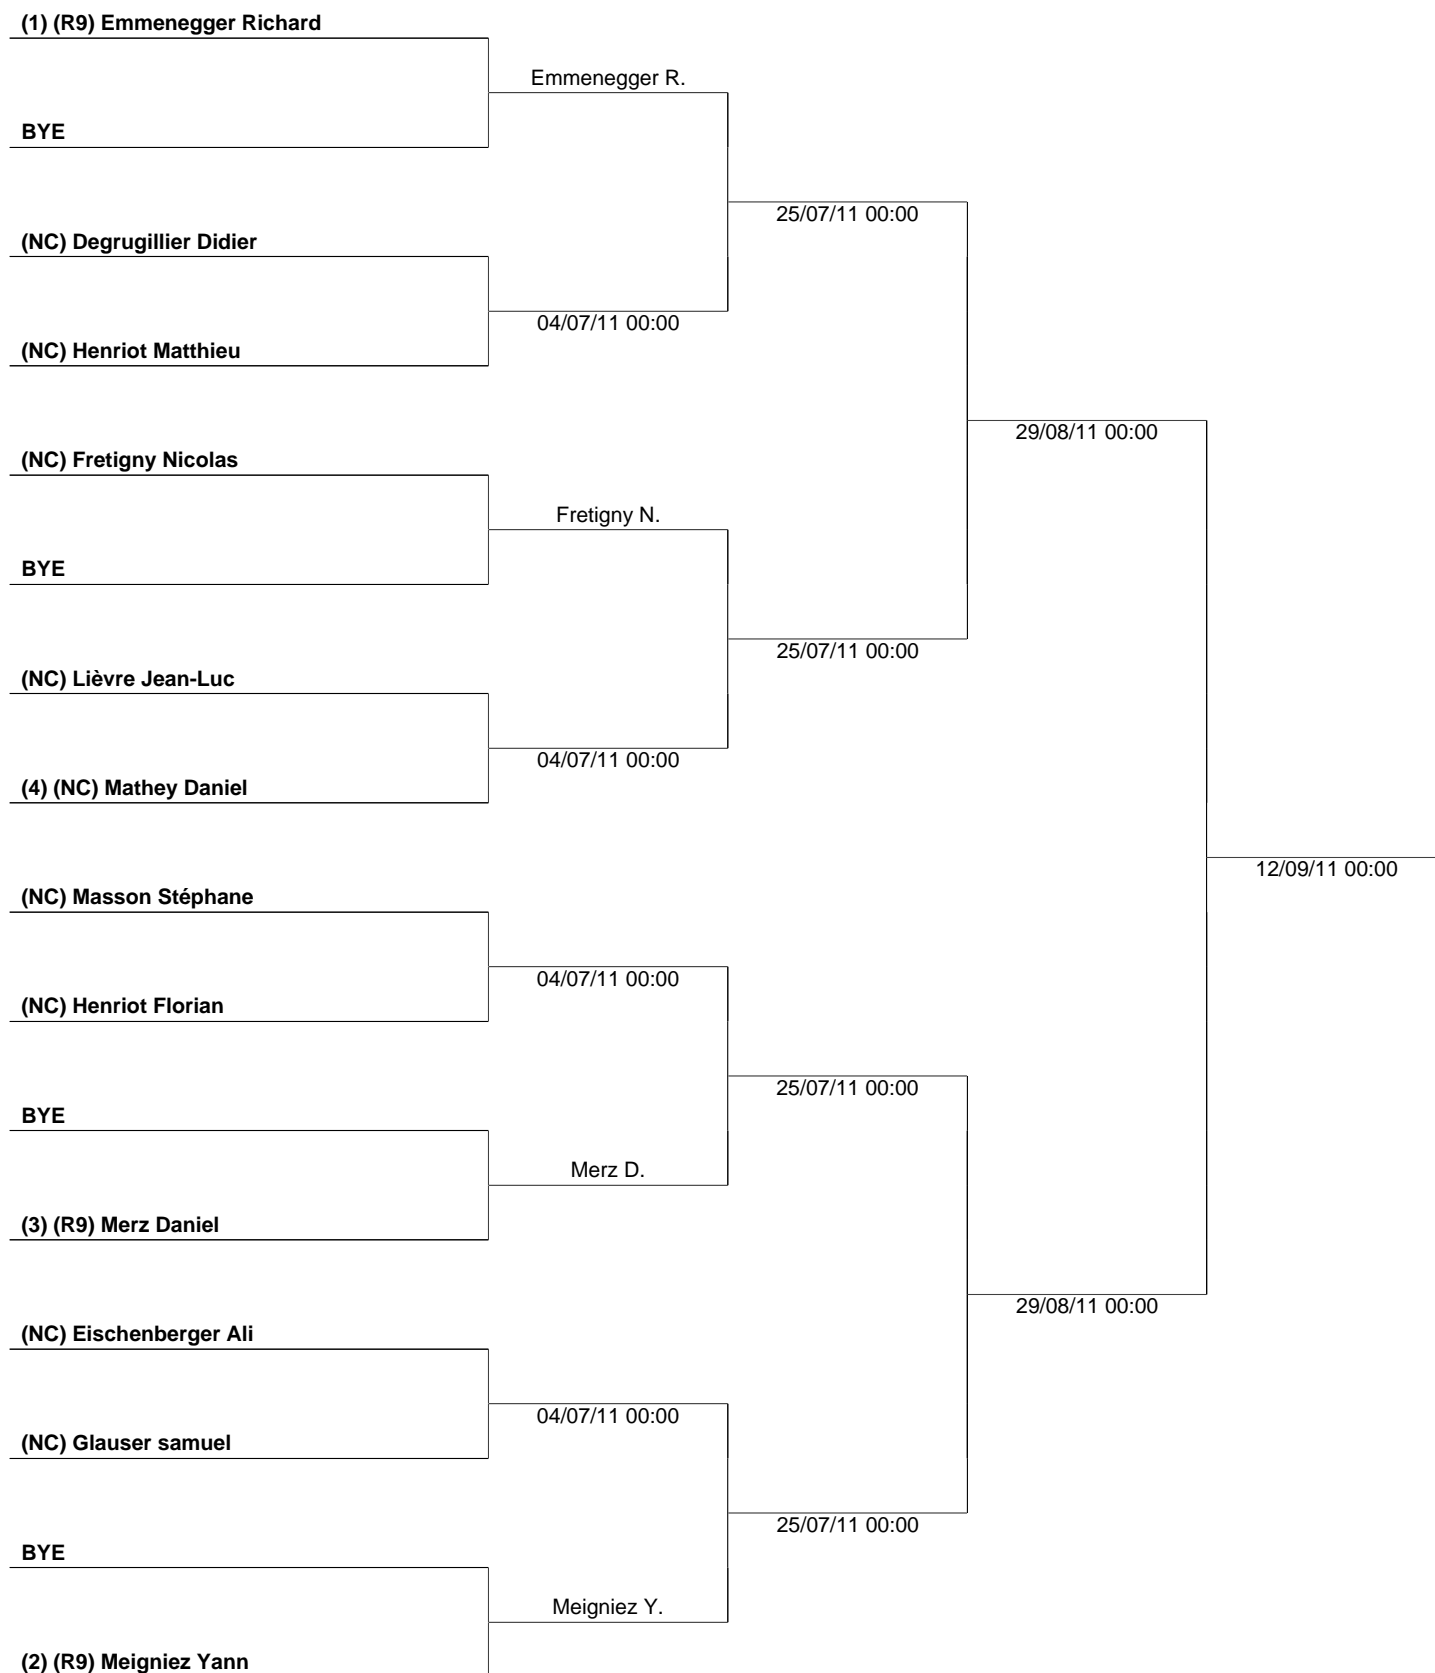 (1) (R9) Emmenegger Richard
Emmenegger R.
BYE
25/07/11 00:00
(NC) Degrugillier Didier
04/07/11 00:00
(NC) Henriot Matthieu
29/08/11 00:00
(NC) Fretigny Nicolas
Fretigny N.
BYE
25/07/11 00:00
(NC) Lièvre Jean-Luc
04/07/11 00:00
(4) (NC) Mathey Daniel
12/09/11 00:00
(NC) Masson Stéphane
04/07/11 00:00
(NC) Henriot Florian
25/07/11 00:00
BYE
Merz D.
(3) (R9) Merz Daniel
29/08/11 00:00
(NC) Eischenberger Ali
04/07/11 00:00
(NC) Glauser samuel
25/07/11 00:00
BYE
Meigniez Y.
(2) (R9) Meigniez Yann